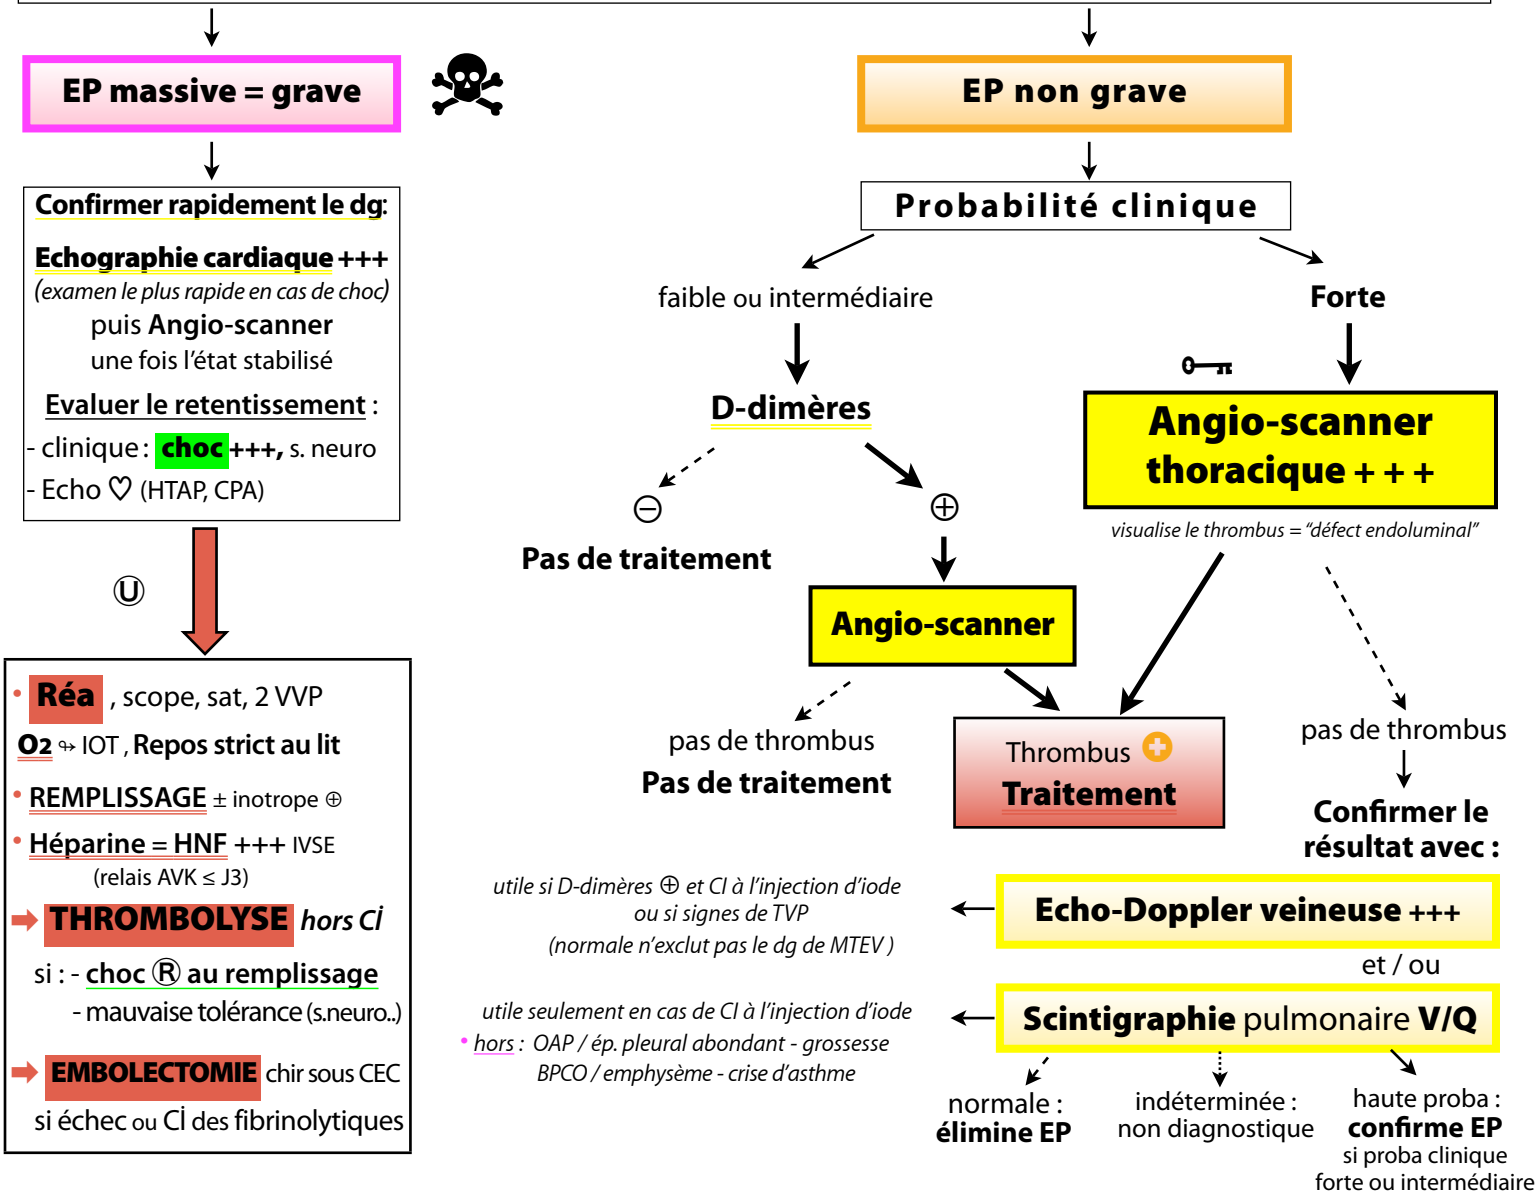 EP massive = grave
Confirmer rapidement le dg:
Echographie cardiaque +++
(examen le plus rapide en cas de choc)
puis Angio-scanner
une fois l’état stabilisé
Evaluer le retentissement :
- clinique : choc +++, s. neuro
- Echo ♡ (HTAP, CPA)
Ⓤ
• Réa , scope, sat, 2 VVP
O2 ↬ IOT , Repos strict au lit
• REMPLISSAGE ± inotrope ⊕
• Héparine = HNF +++ IVSE
(relais AVK ≤ J3)
THROMBOLYSE hors CI
si : - choc Ⓡ au remplissage
- mauvaise tolérance (s.neuro..)
EMBOLECTOMIE chir sous CEC
si échec ou CI des fibrinolytiques
EP non grave
Probabilité clinique
faible ou intermédiaire
D-dimères
⊖
Pas de traitement
⊕
Angio-scanner
pas de thrombus
Pas de traitement
Thrombus +
Traitement
Forte
Angio-scanner
thoracique + + +
visualise le thrombus = “défect endoluminal”
pas de thrombus
Confirmer le
résultat avec :
Echo-Doppler veineuse +++
utile si D-dimères ⊕ et CI à l’injection d’iode
ou si signes de TVP
(normale n’exclut pas le dg de MTEV )
et / ou
Scintigraphie pulmonaire V/Q
utile seulement en cas de CI à l’injection d’iode
• hors : OAP / ép. pleural abondant - grossesse
BPCO / emphysème - crise d’asthme
normale :
élimine EP
indéterminée :
non diagnostique
haute proba :
confirme EP
si proba clinique
forte ou intermédiaire